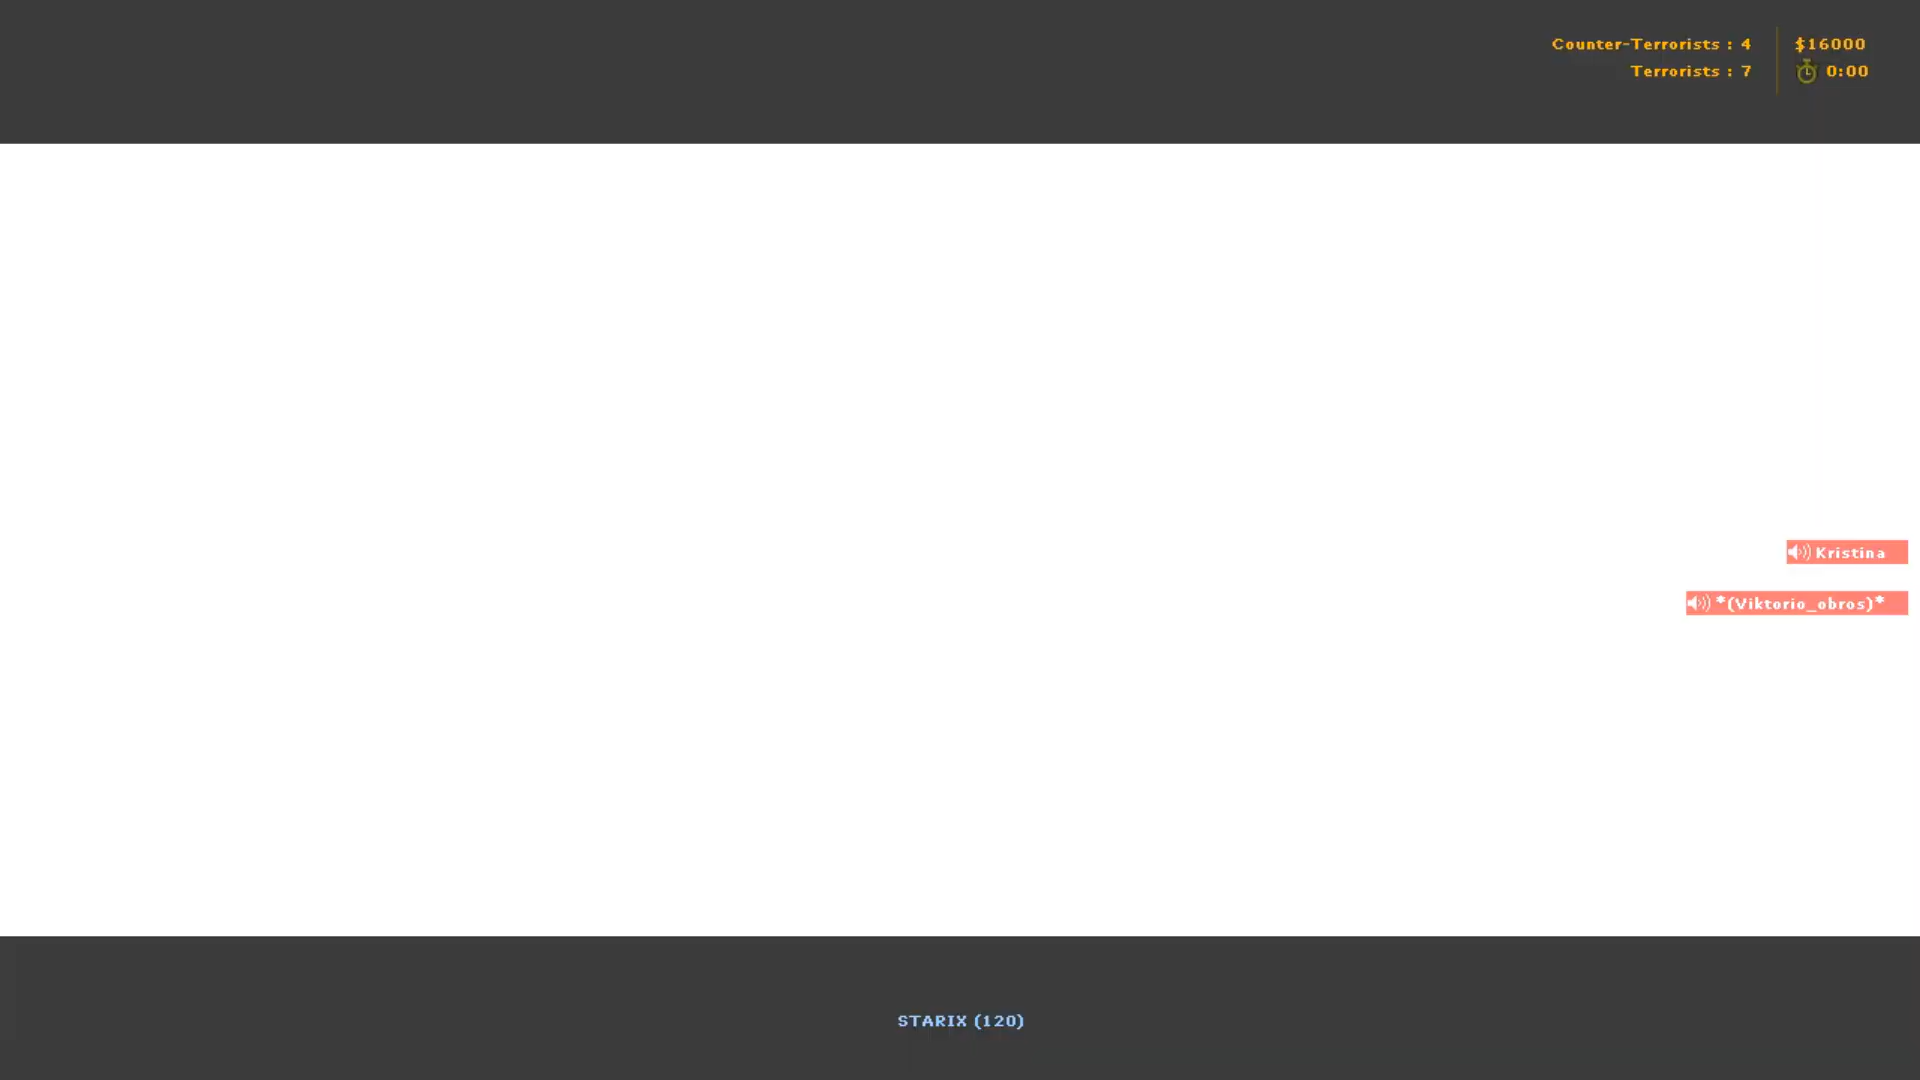 Counter-Terrorists : 4
$16000
Terrorists : 7
0:00
Kristina
*(Viktorio_obros)*
STARIX (120)